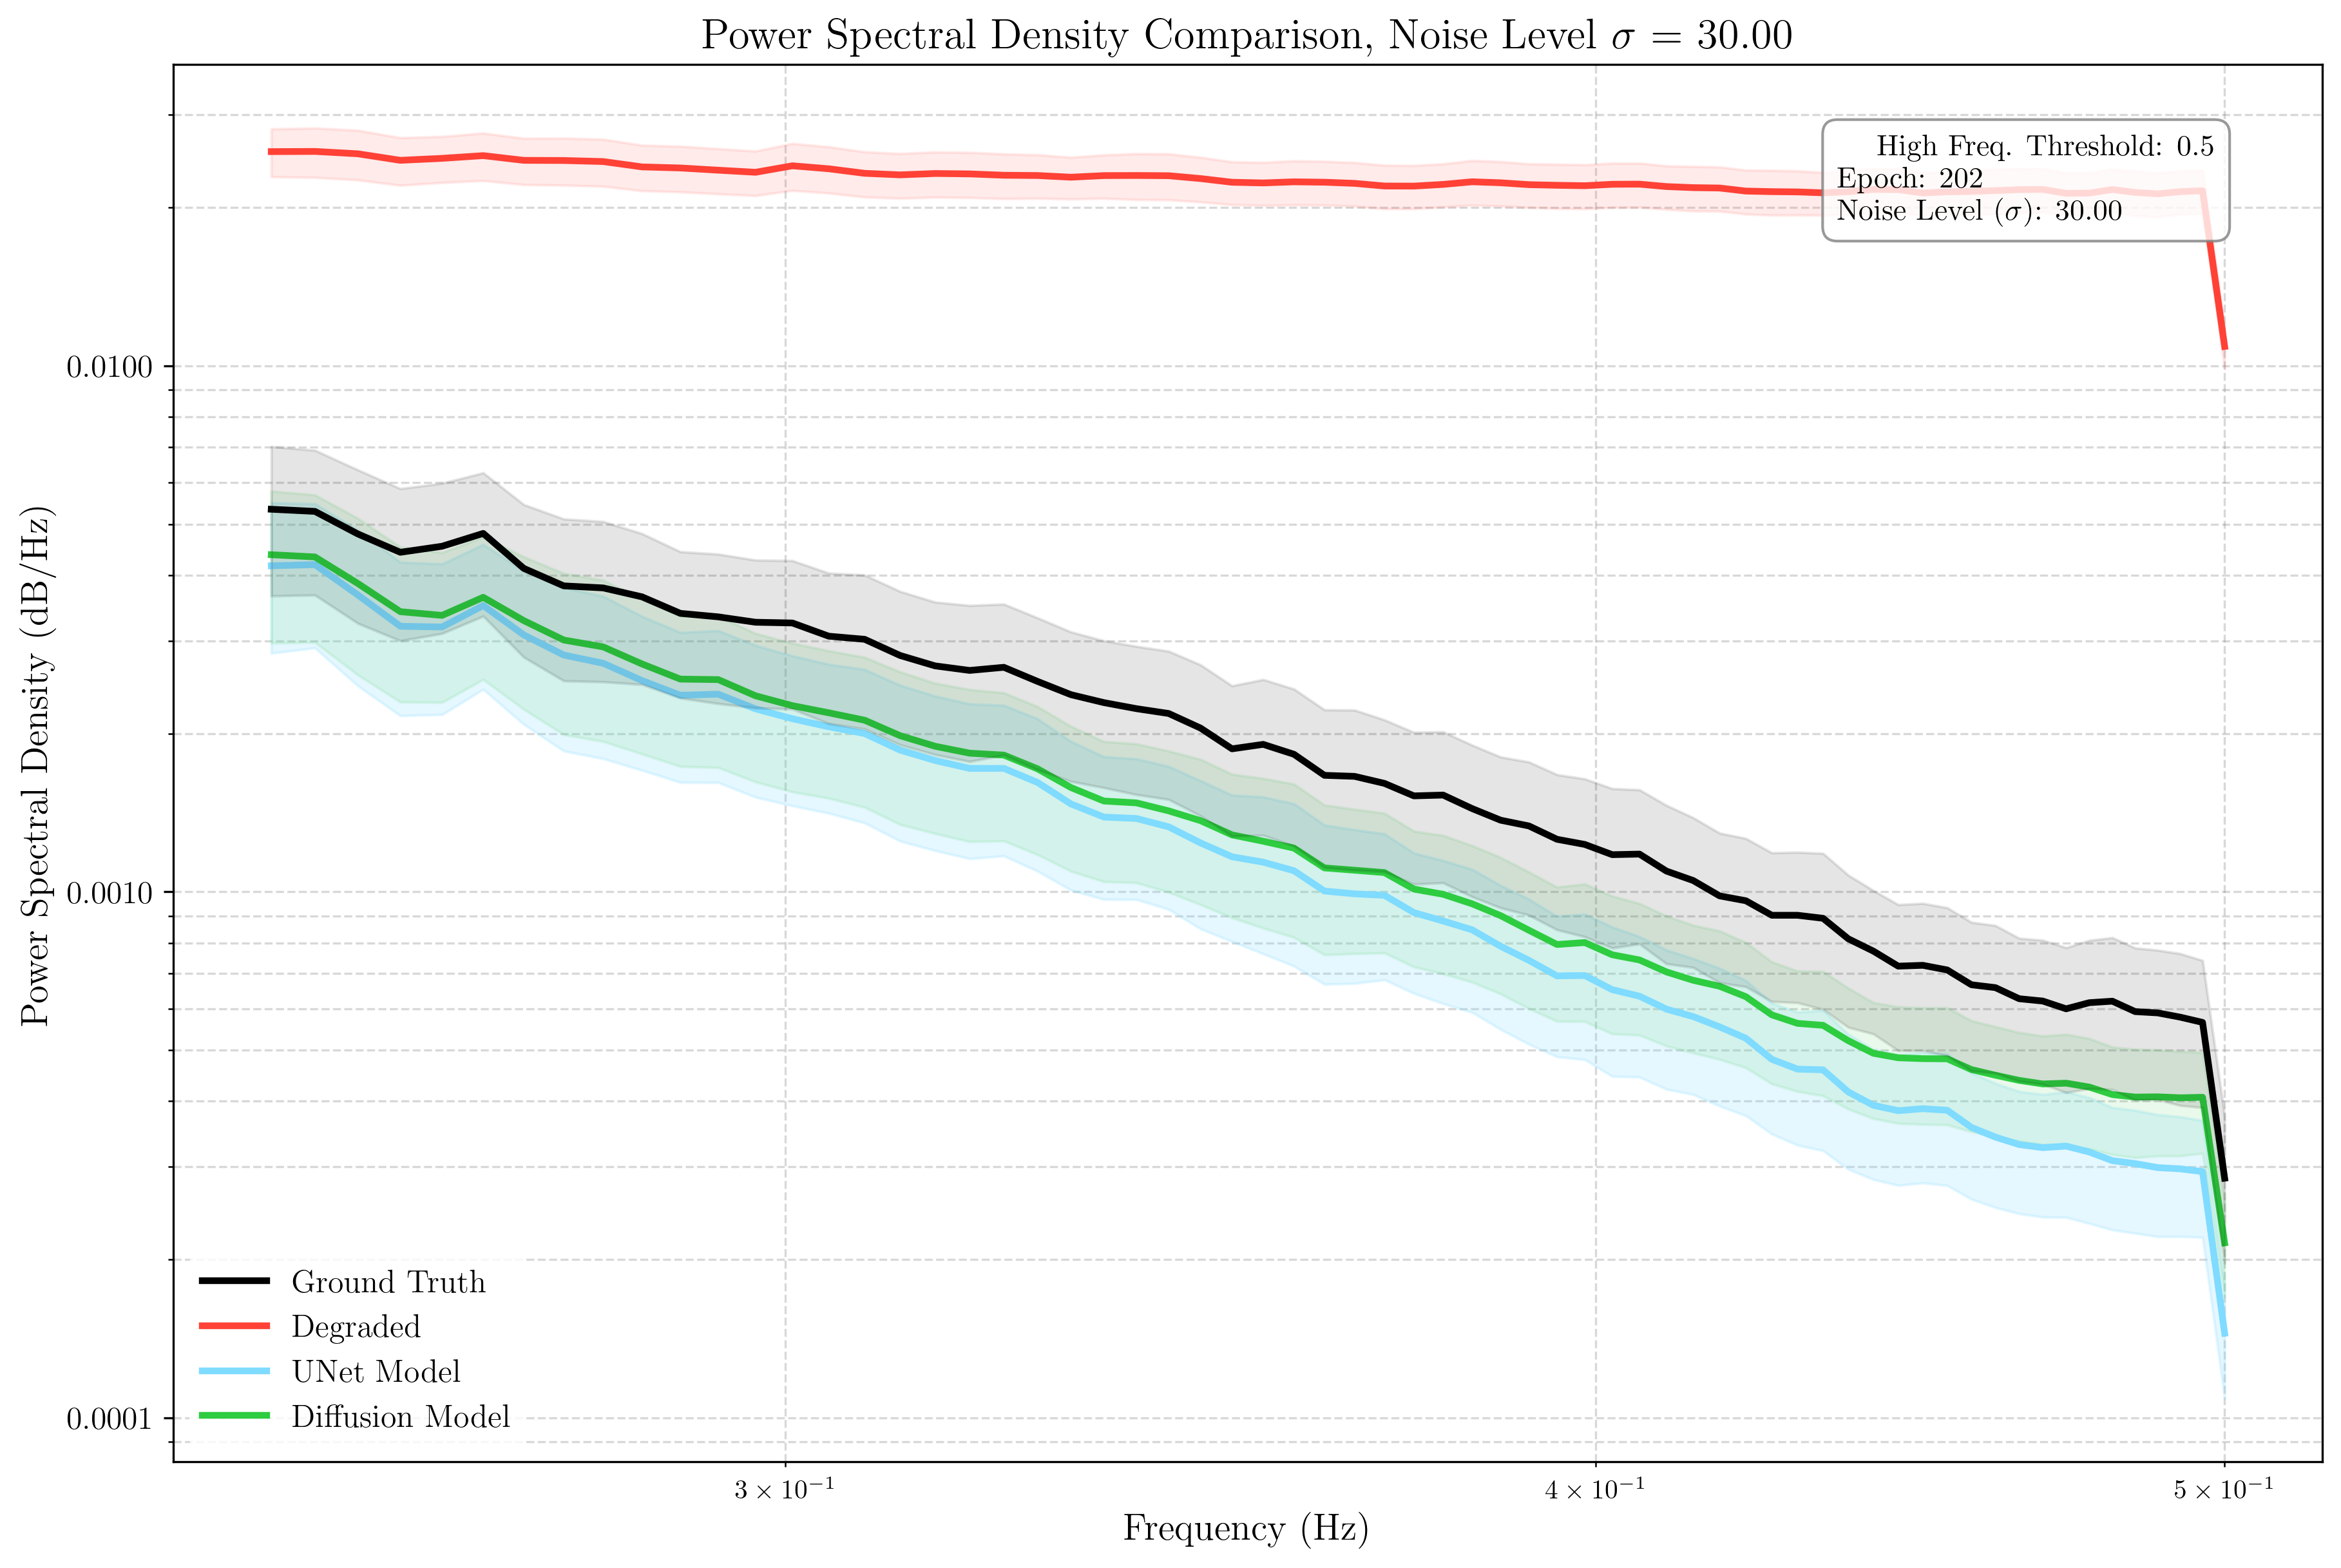 Power Spectral Density Comparison, Noise Level σ = 30.00
High Freq. Threshold: 0.5
Epoch: 202
Noise Level (σ): 30.00
Power Spectral Density (dB/Hz)
0.0100
0.0010
0.0001
Ground Truth
Degraded
UNet Model
Diffusion Model
3 × 10⁻¹
4 × 10⁻¹
5 × 10⁻¹
Frequency (Hz)